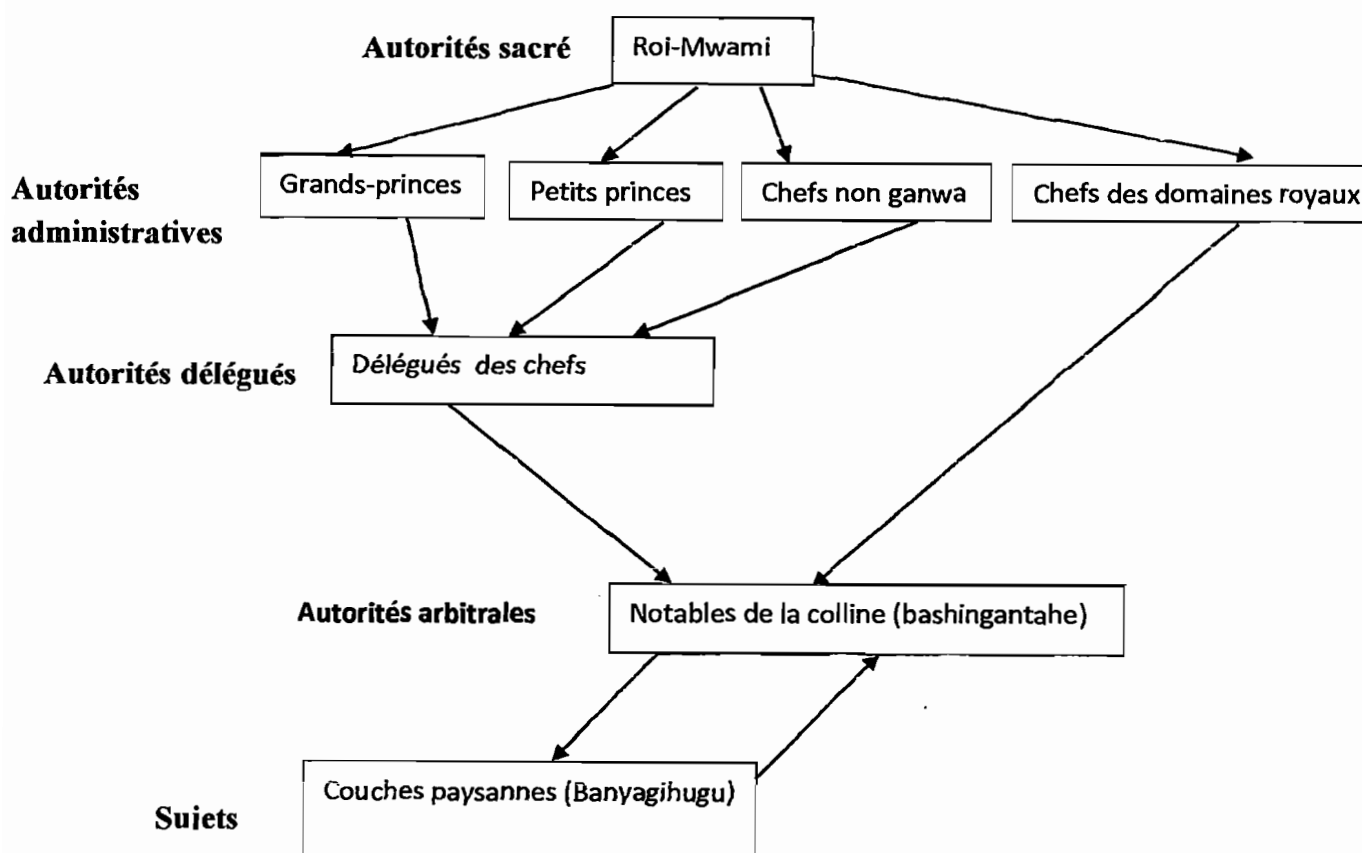 Autorités sacré
Roi-Mwami
Autorités
administratives
Grands-princes
Petits princes
Chefs non ganwa
Chefs des domaines royaux
Autorités délégués
Délégués des chefs
Autorités arbitrales
Notables de la colline (bashingantahe)
Sujets
Couches paysannes (Banyagihugu)